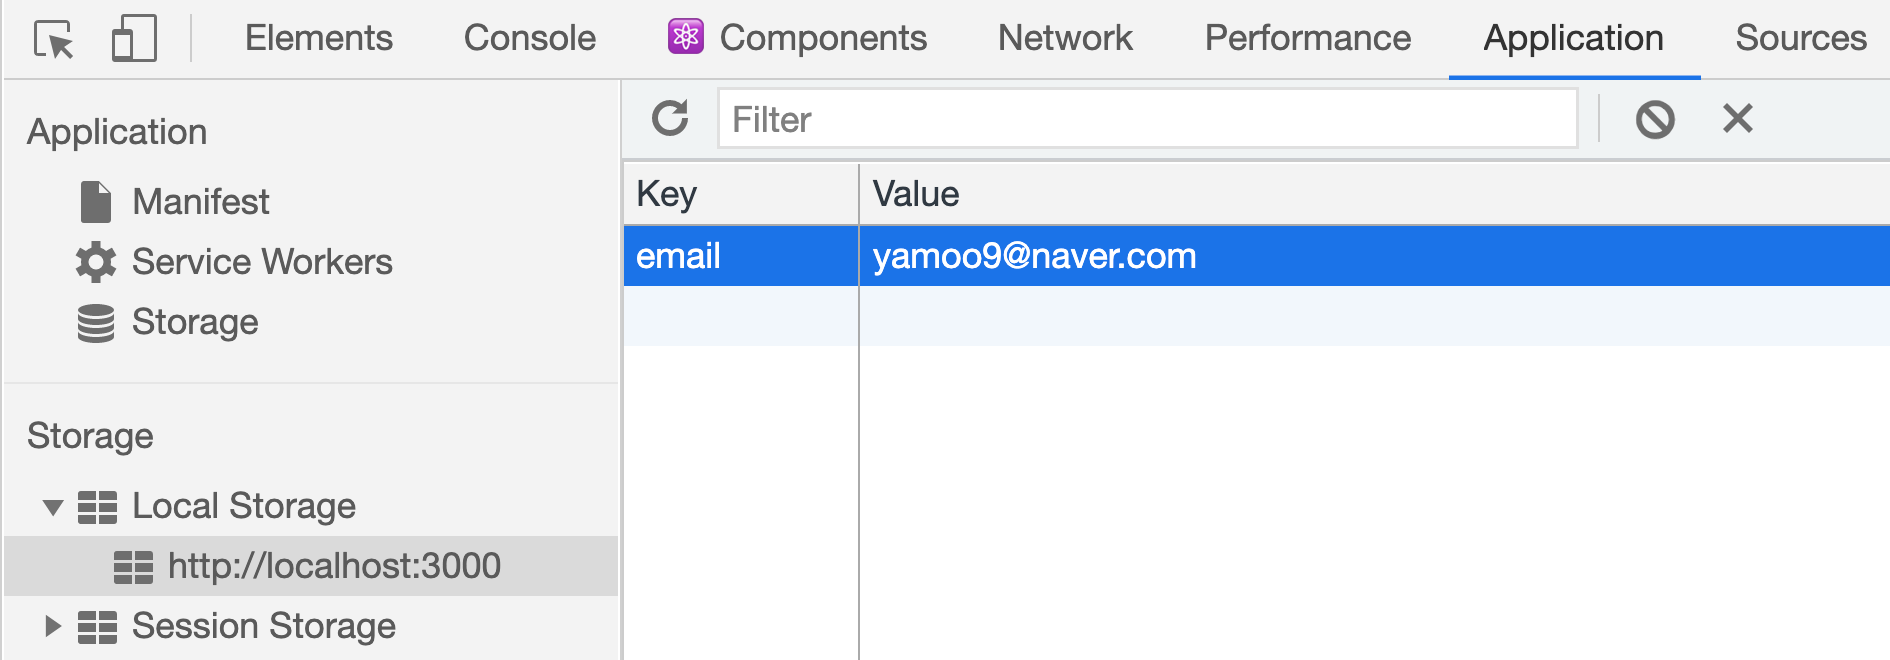 Elements Console Components Network Performance Application Sources
Application
Manifest
Service Workers
Storage
Storage
Local Storage
http://localhost:3000
Session Storage
Filter
Key Value
email yamoo9@naver.com